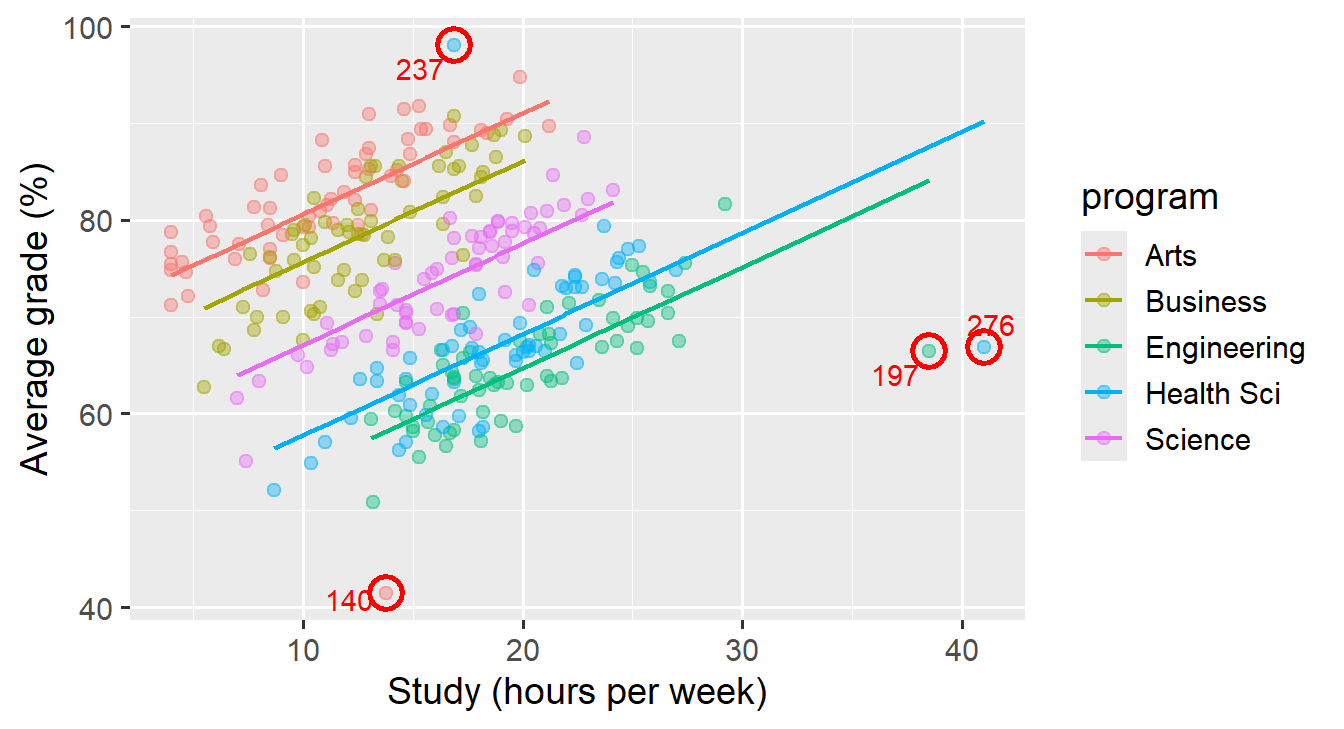 Average grade (%)
100
80
60
40
237
276
197
140
10
20
30
40
Study (hours per week)
program
Arts
Business
Engineering
Health Sci
Science